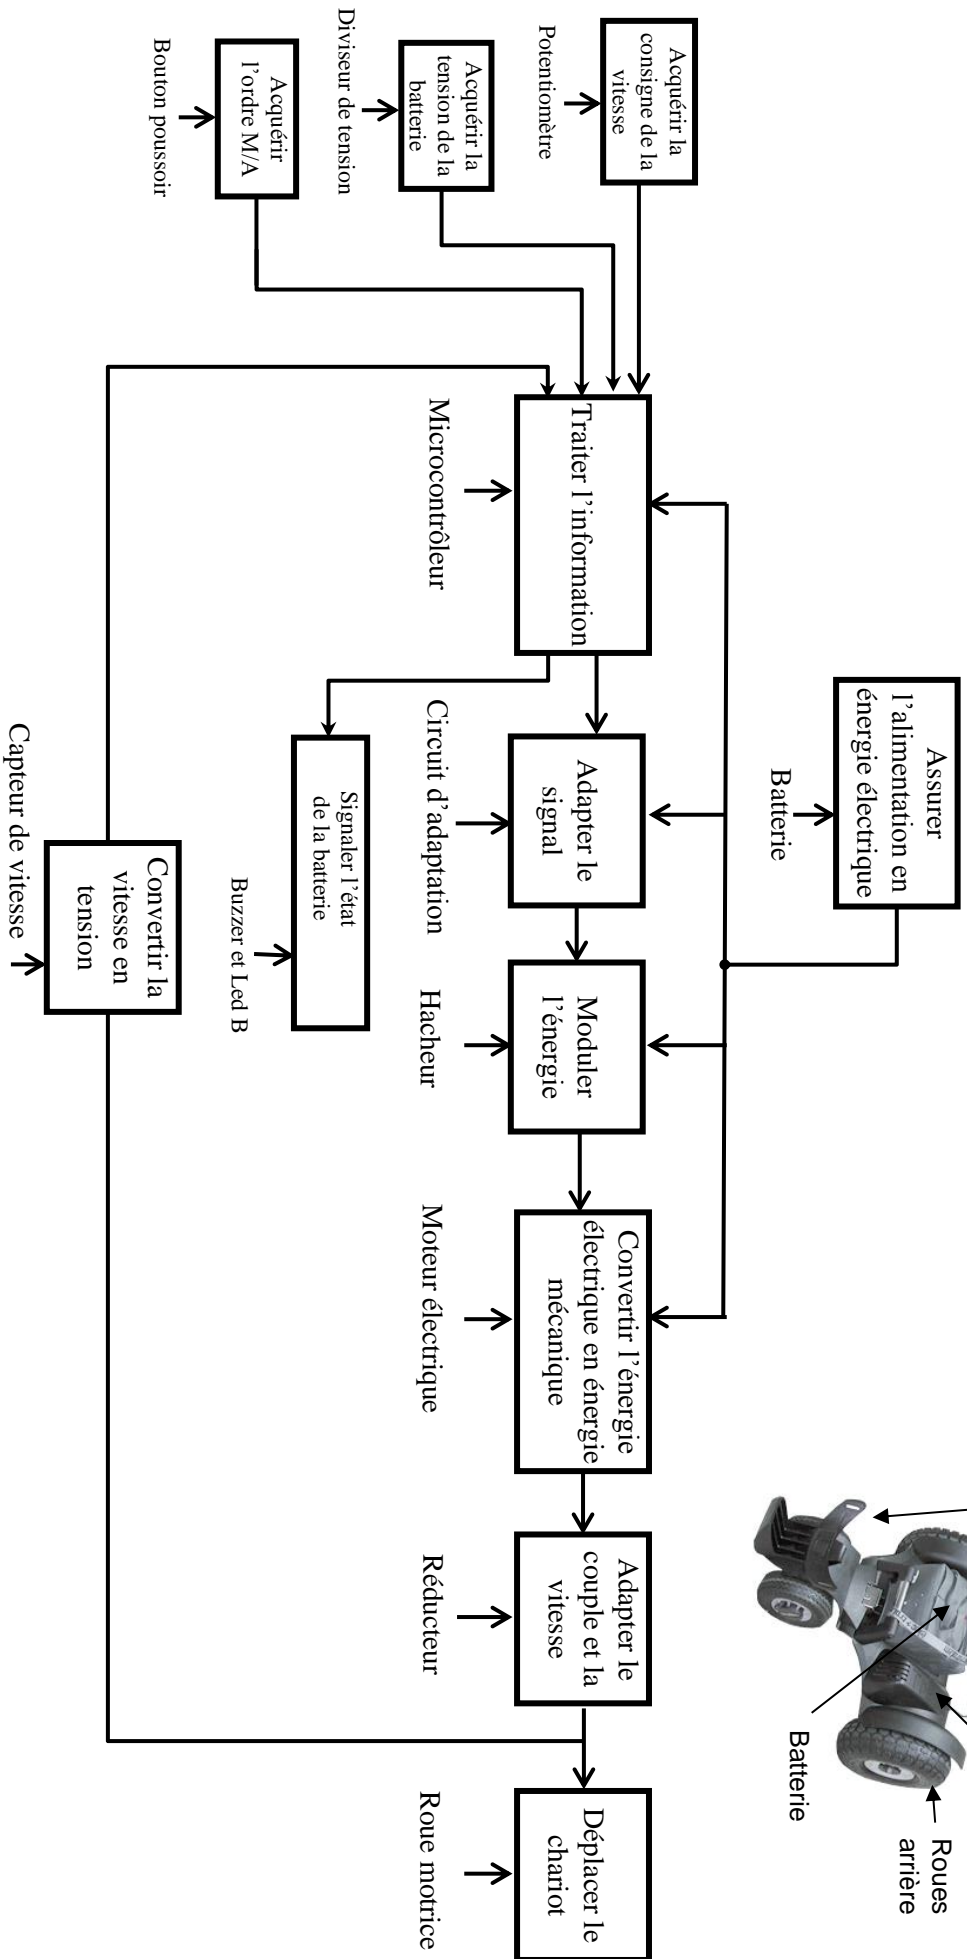 Assurer
l'alimentation en
énergie électrique
Batterie
Batterie
Roues
arrière
Acquérir la
consigne de la
vitesse
Potentiomètre
Acquérir la
tension de la
batterie
Diviseur de tension
Acquérir
l'ordre M/A
Bouton poussoir
Traiter l'information
Microcontrôleur
Adapter le
signal
Circuit d'adaptation
Moduler
l'énergie
Hacheur
Convertir l'énergie
électrique en énergie
mécanique
Moteur électrique
Adapter le
couple et la
vitesse
Réducteur
Déplacer le
chariot
Roue motrice
Signaler l'état
de la batterie
Buzzer et Led B
Convertir la
vitesse en
tension
Capteur de vitesse